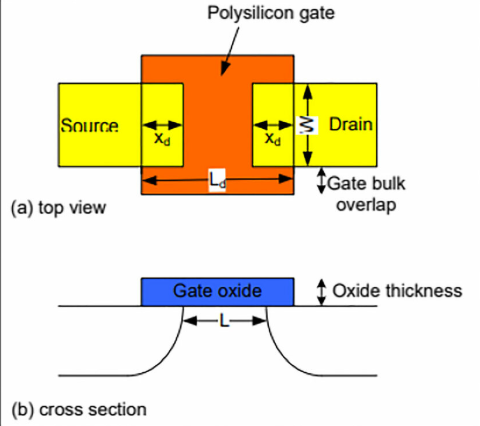 Polysilicon gate
Source
x_d
x_d
W
Drain
L_d
Gate bulk
overlap
(a) top view
Gate oxide
Oxide thickness
L
(b) cross section